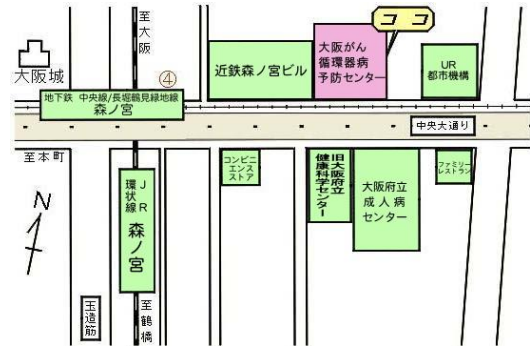 至大阪
ココ
大阪城
④
近鉄森ノ宮ビル
大阪がん
循環器病
予防センター
UR
都市機構
地下鉄 中央線/長堀鶴見緑地線
森ノ宮
中央大通り
至本町
N
JR
環状線
森ノ宮
コンビニ
エンス
ストア
旧大阪府立
健康科学センター
大阪府立
成人病
センター
ファミリー
レストラン
玉造筋
至鶴橋